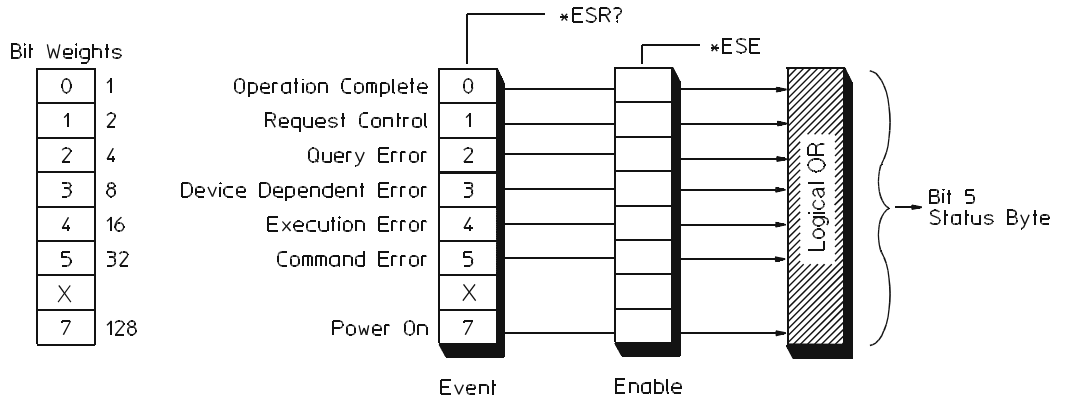 *ESR?
*ESE
Bit Weights
0 1
1 2
2 4
3 8
4 16
5 32
X
7 128
Operation Complete 0
Request Control 1
Query Error 2
Device Dependent Error 3
Execution Error 4
Command Error 5
X
Power On 7
Event
Enable
Logical OR
Bit 5
Status Byte